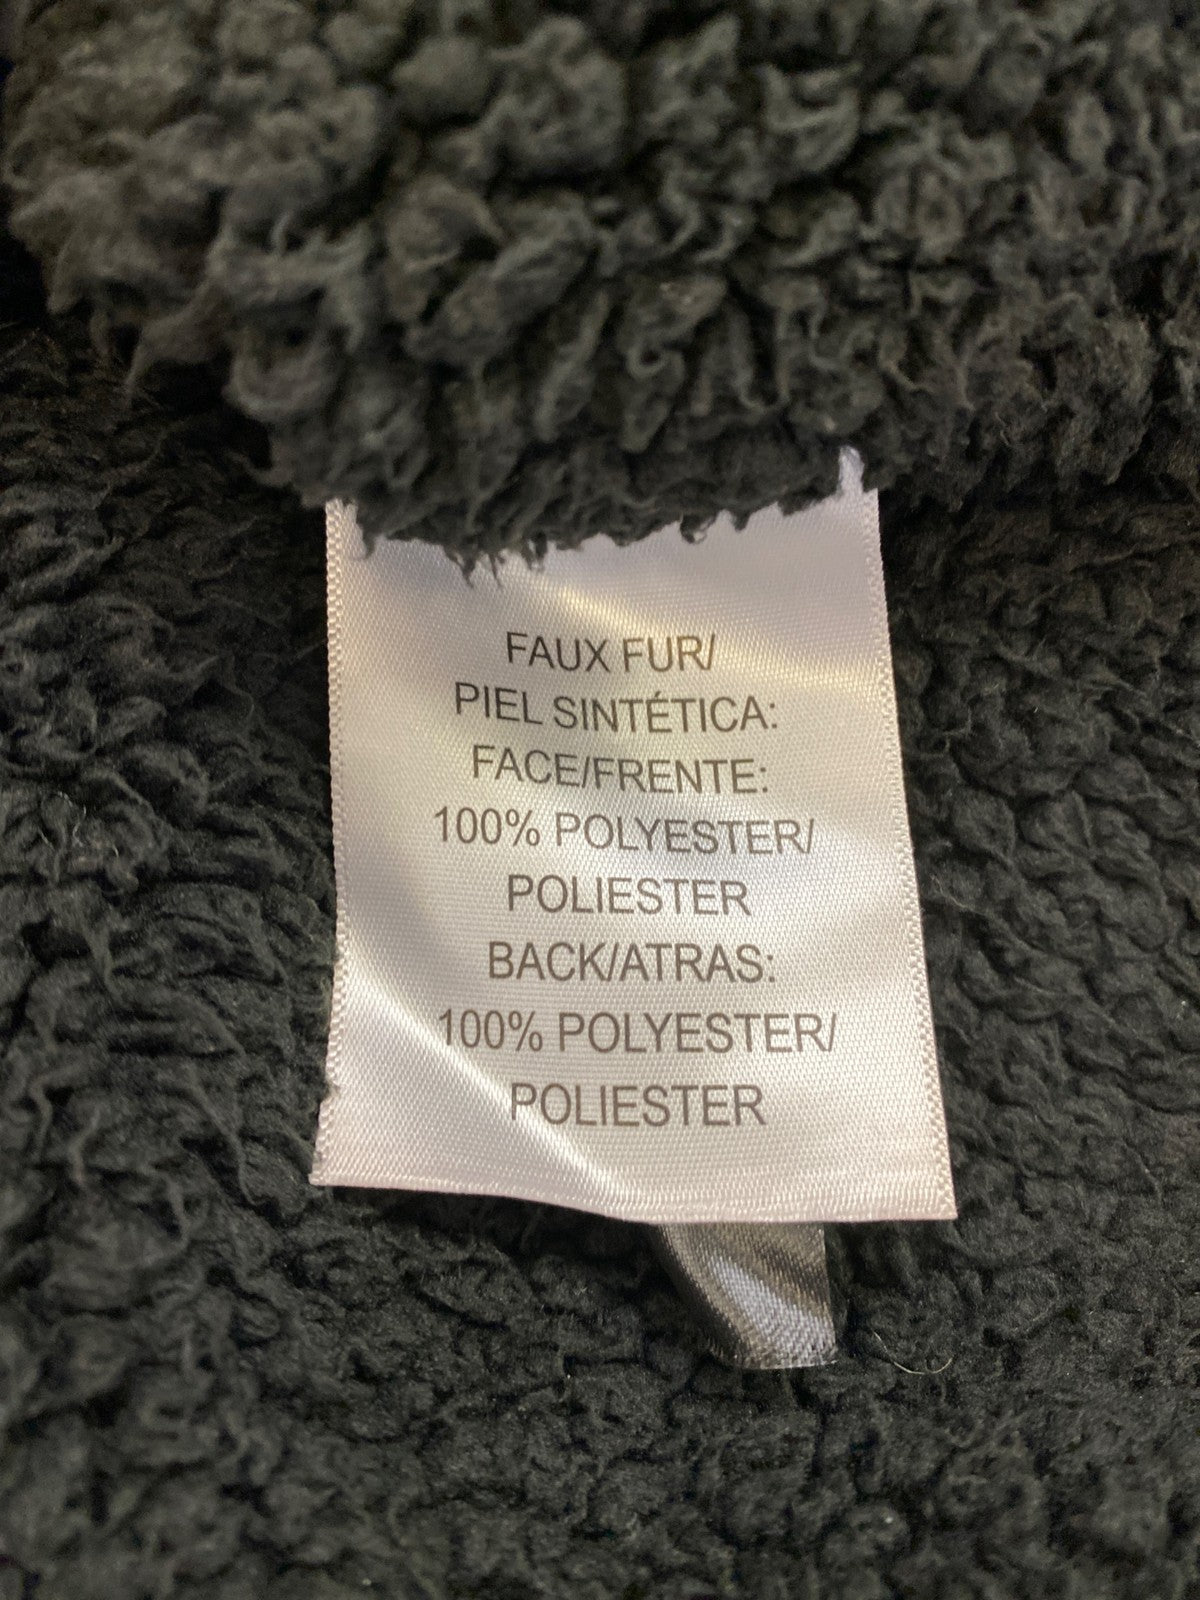 FAUX FUR/
PIEL SINTÉTICA:
FACE/FRENTE:
100% POLYESTER/
POLIESTER
BACK/ATRAS:
100% POLYESTER/
POLIESTER